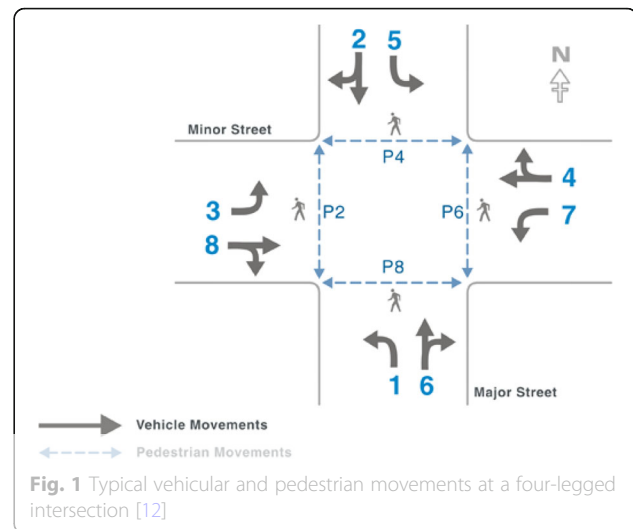 2 5
N
Minor Street
P4
4
3
P2
P6
7
8
P8
1 6
Major Street
Vehicle Movements
Pedestrian Movements
Fig. 1 Typical vehicular and pedestrian movements at a four-legged
intersection [12]